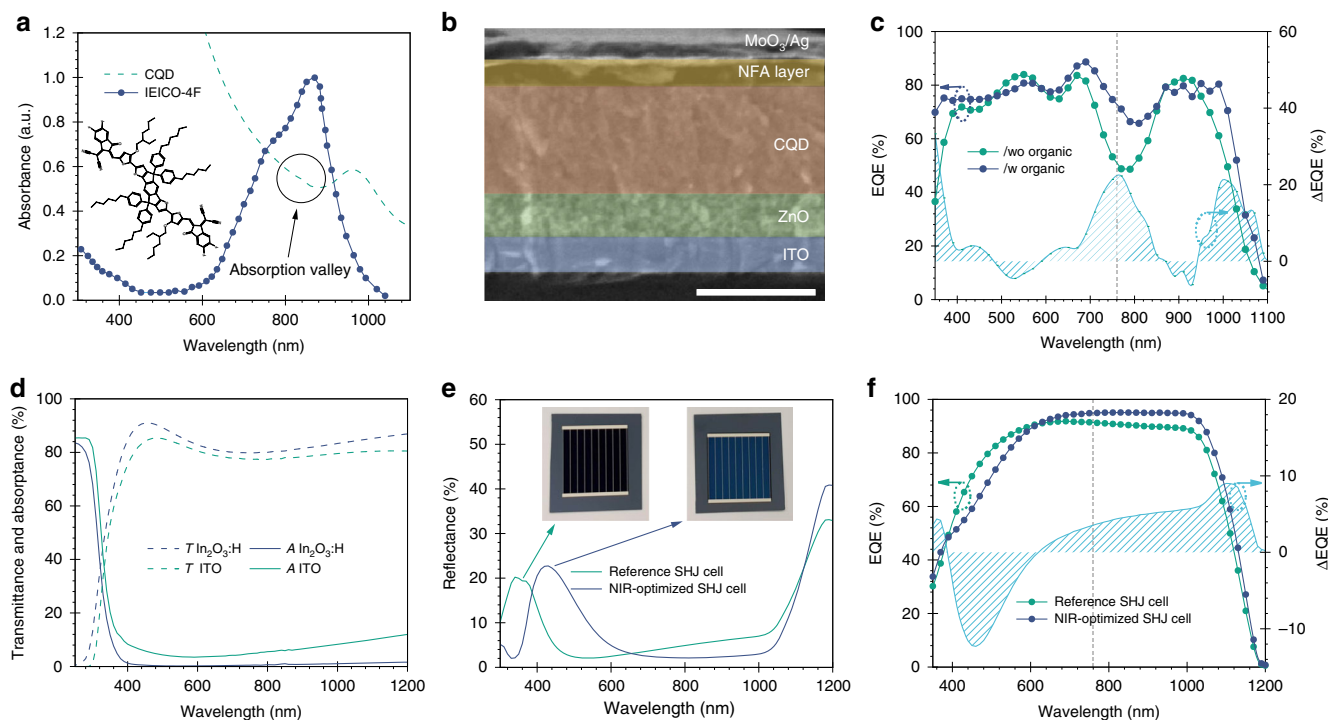 a
1.2
1.0
0.8
0.6
0.4
0.2
0.0
Absorbance (a.u.)
CQD
IEICO-4F
Absorption valley
400 600 800 1000
Wavelength (nm)
b
MoO₃/Ag
NFA layer
CQD
ZnO
ITO
c
100
80
60
40
20
0
EQE (%)
/wo organic
/w organic
60
40
20
0
−10
ΔEQE (%)
400 500 600 700 800 900 1000 1100
Wavelength (nm)
d
100
80
60
40
20
0
Transmittance and absorptance (%)
T In₂O₃:H
A In₂O₃:H
T ITO
A ITO
400 600 800 1000 1200
Wavelength (nm)
e
60
50
40
30
20
10
0
Reflectance (%)
Reference SHJ cell
NIR-optimized SHJ cell
400 600 800 1000 1200
Wavelength (nm)
f
100
80
60
40
20
0
EQE (%)
Reference SHJ cell
NIR-optimized SHJ cell
20
10
0
−10
−15
ΔEQE (%)
400 600 800 1000 1200
Wavelength (nm)